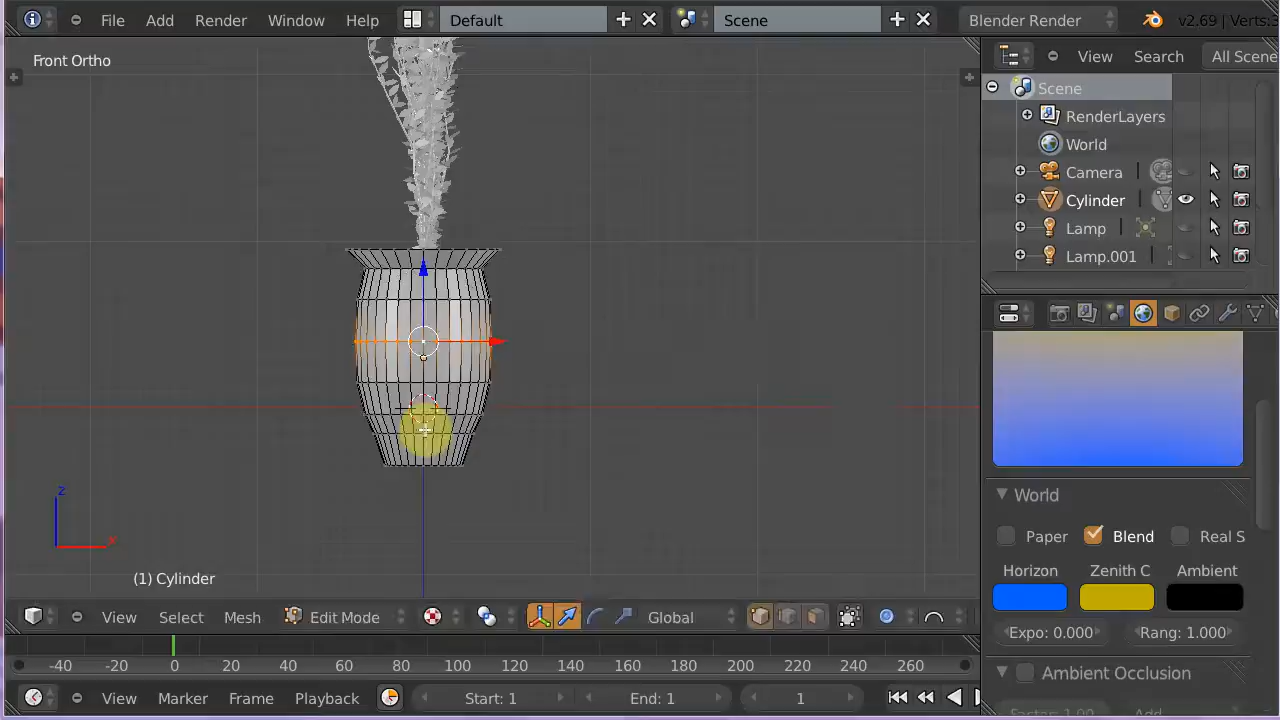 File Add Render Window Help Default Scene Blender Render v2.69 | Verts:3
Front Ortho
View Search All Scene
Scene
RenderLayers
World
Camera
Cylinder
Lamp
Lamp.001
World
Paper Blend Real S
Horizon Zenith C Ambient
Expo: 0.000 Rang: 1.000
Ambient Occlusion
z
x
(1) Cylinder
View Select Mesh Edit Mode Global
-40 -20 0 20 40 60 80 100 120 140 160 180 200 220 240 260
View Marker Frame Playback Start: 1 End: 1 1